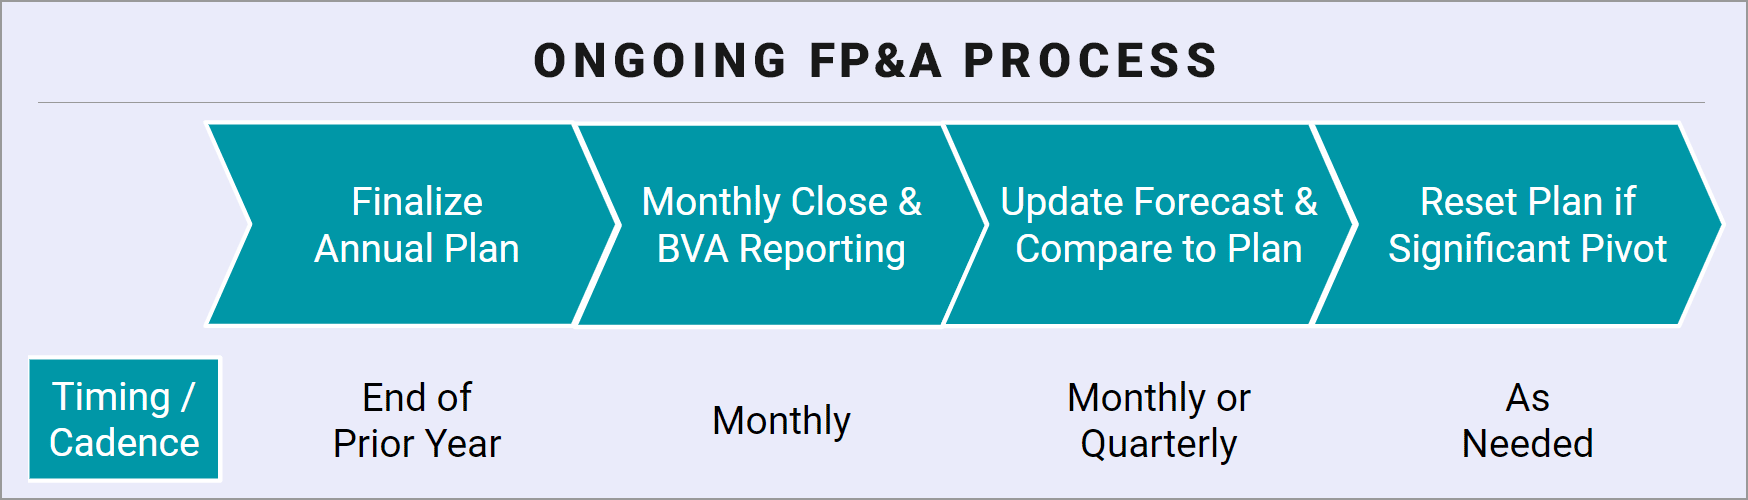 ONGOING FP&A PROCESS
Finalize
Annual Plan
Monthly Close &
BVA Reporting
Update Forecast &
Compare to Plan
Reset Plan if
Significant Pivot
Timing /
Cadence
End of
Prior Year
Monthly
Monthly or
Quarterly
As
Needed